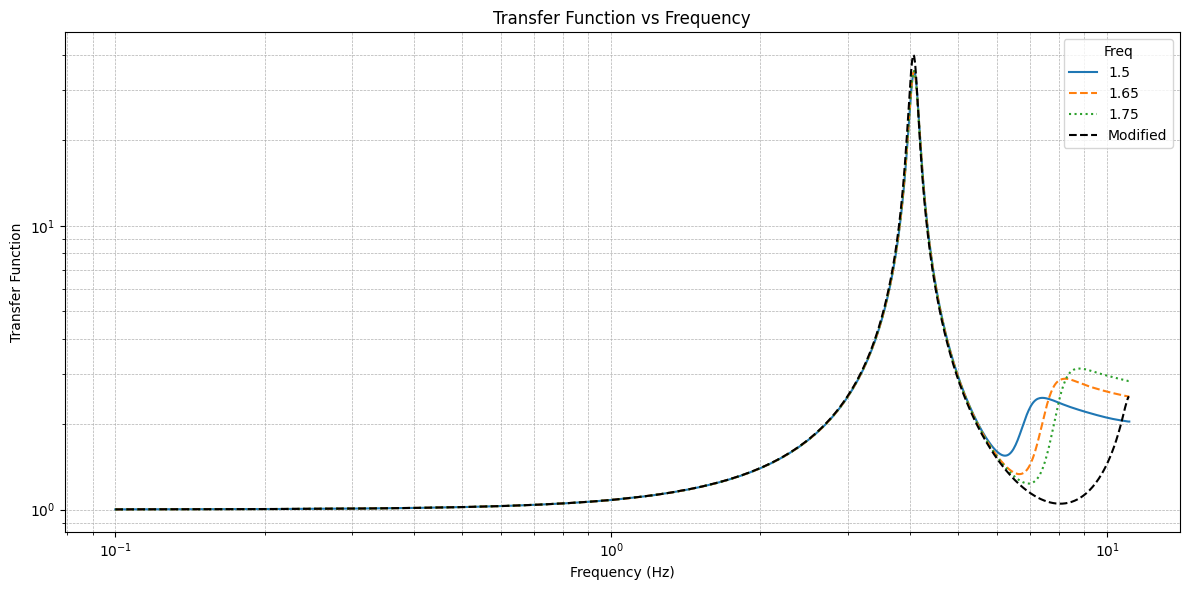 Transfer Function vs Frequency
Transfer Function
10¹
10⁰
Freq
1.5
1.65
1.75
Modified
10⁻¹
10⁰
10¹
Frequency (Hz)